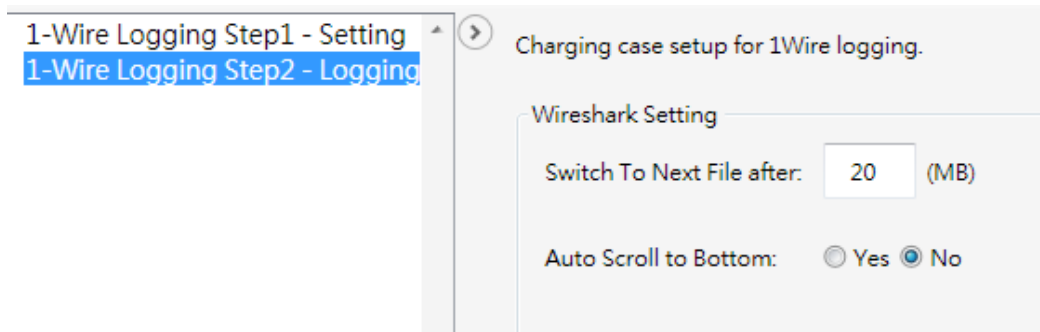 1-Wire Logging Step1 - Setting
1-Wire Logging Step2 - Logging
Charging case setup for 1Wire logging.
Wireshark Setting
Switch To Next File after: 20 (MB)
Auto Scroll to Bottom: Yes No